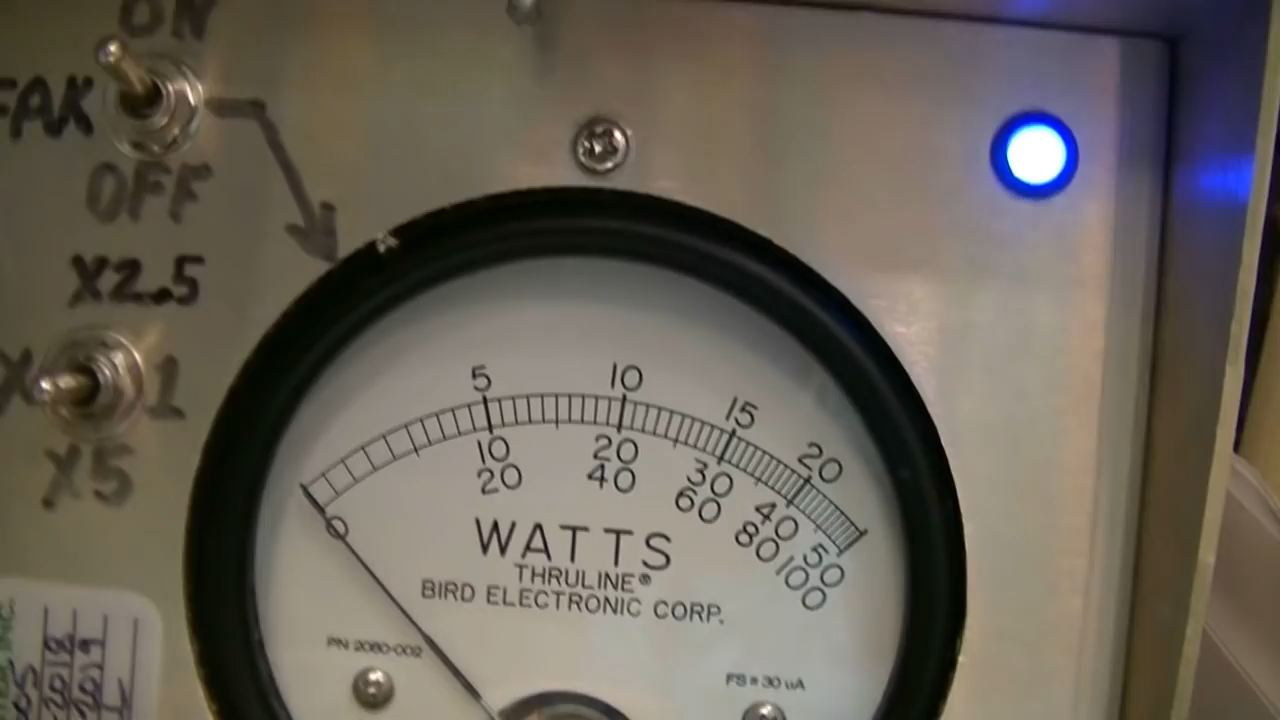 ON
OFF
X2.5
1
X5
5 10 15 20
10 20 30 40 50
20 40 60 80 100
0
WATTS
THRULINE®
BIRD ELECTRONIC CORP.
PN 2080-002
FS = 30 uA
2018
2019